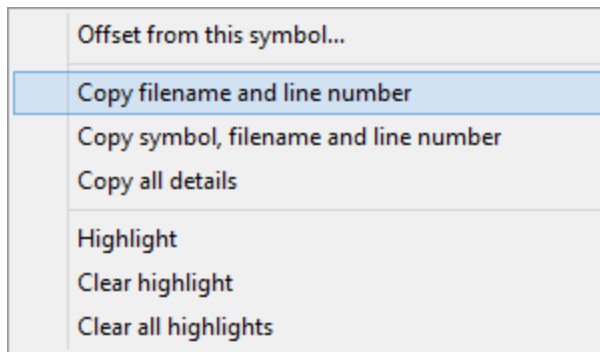 Offset from this symbol...
Copy filename and line number
Copy symbol, filename and line number
Copy all details
Highlight
Clear highlight
Clear all highlights